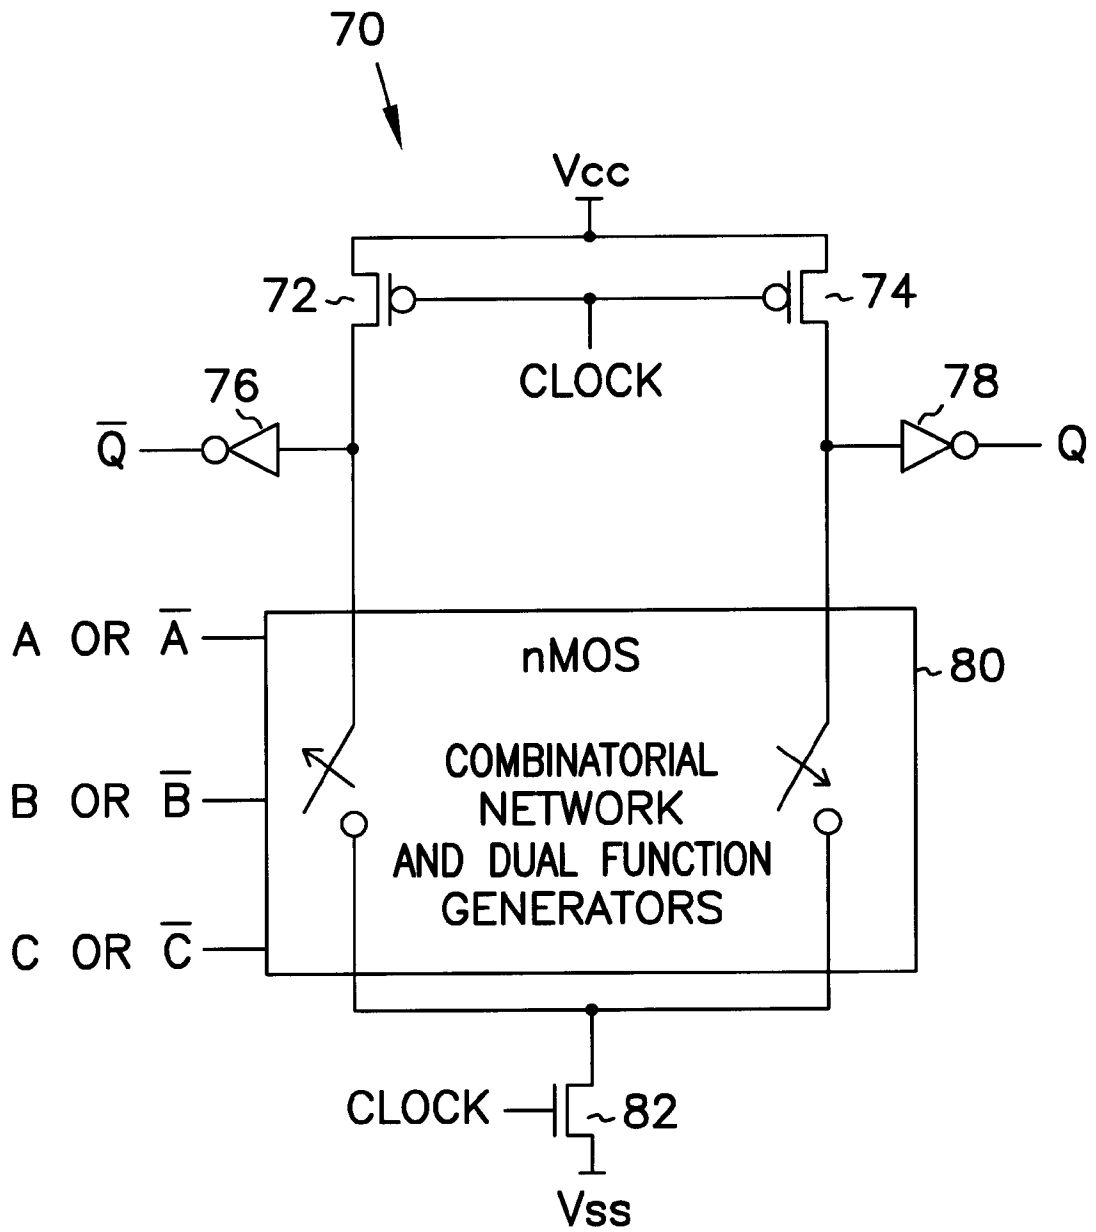 70
Vcc
72
74
CLOCK
76
78
Q̅
Q
A OR A̅
nMOS
80
COMBINATORIAL
B OR B̅
NETWORK
AND DUAL FUNCTION
GENERATORS
C OR C̅
CLOCK
82
Vss